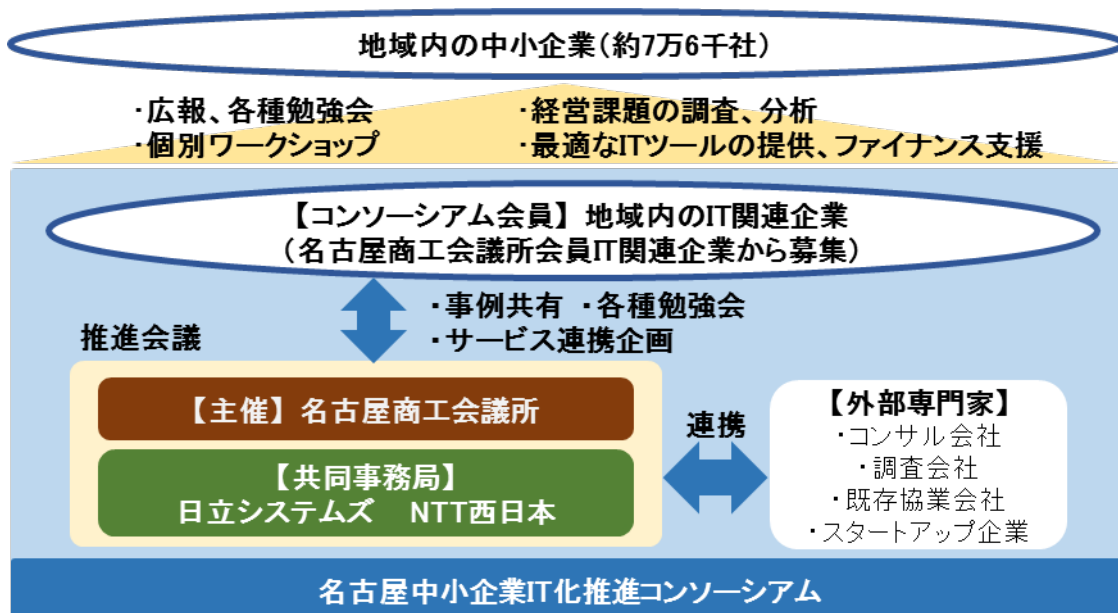 地域内の中小企業(約7万6千社)
・広報、各種勉強会
・個別ワークショップ
・経営課題の調査、分析
・最適なITツールの提供、ファイナンス支援
【コンソーシアム会員】地域内のIT関連企業
(名古屋商工会議所会員IT関連企業から募集)
・事例共有 ・各種勉強会
・サービス連携企画
推進会議
【主催】名古屋商工会議所
【共同事務局】
日立システムズ NTT西日本
連携
【外部専門家】
・コンサル会社
・調査会社
・既存協業会社
・スタートアップ企業
名古屋中小企業IT化推進コンソーシアム